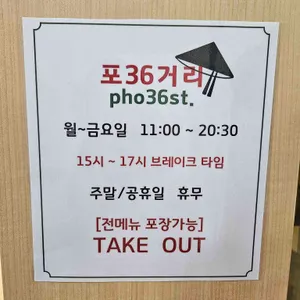 포36거리
pho36st.
월~금요일 11:00 ~ 20:30
15시 ~ 17시 브레이크 타임
주말/공휴일 휴무
[전메뉴 포장가능]
TAKE OUT